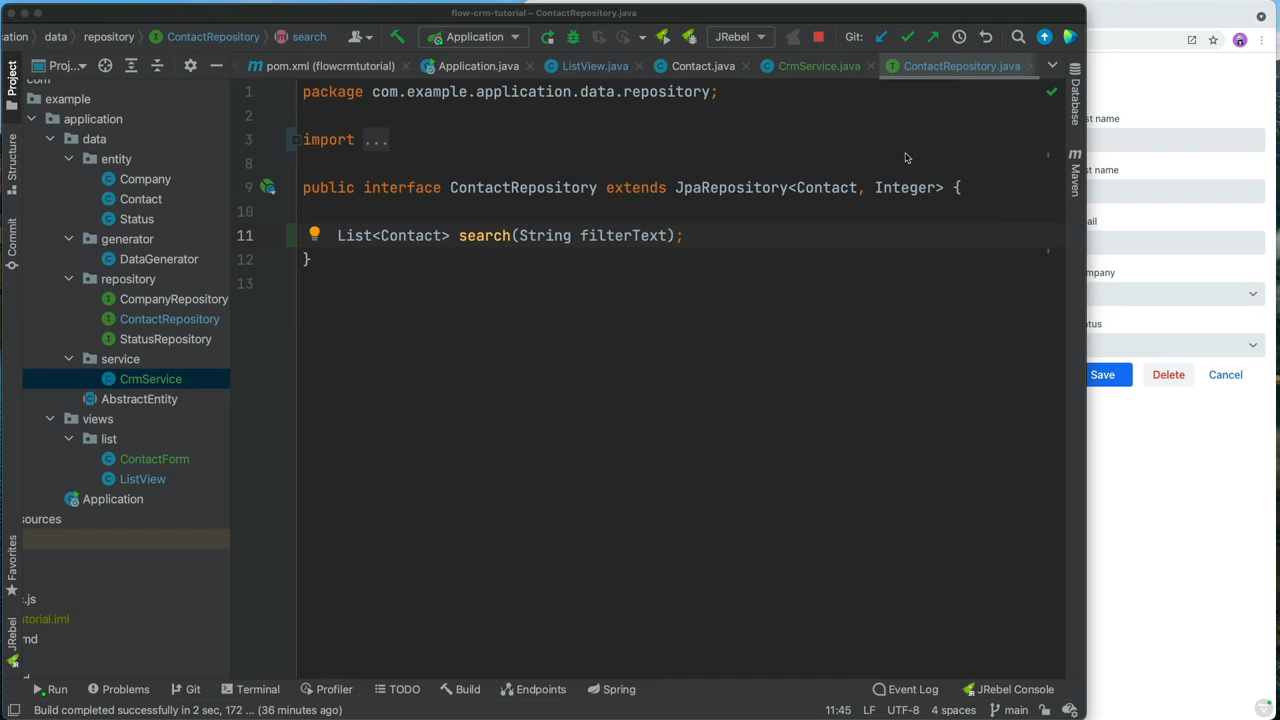 flow-crm-tutorial – ContactRepository.java
ation
data
repository
ContactRepository
search
Application
JRebel
Git:
Project
Proj...
pom.xml (flowcrmtutorial)
Application.java
ListView.java
Contact.java
CrmService.java
ContactRepository.java
Structure
Commit
Favorites
JRebel
com
example
application
data
entity
Company
Contact
Status
generator
DataGenerator
repository
CompanyRepository
ContactRepository
StatusRepository
service
CrmService
AbstractEntity
views
list
ContactForm
ListView
Application
sources
.js
torial.iml
md
1 package com.example.application.data.repository;
2
3 import ...
8
9 public interface ContactRepository extends JpaRepository<Contact, Integer> {
10
11 List<Contact> search(String filterText);
12 }
13
Database
Maven
st name
st name
ail
ompany
atus
Save
Delete
Cancel
Run
Problems
Git
Terminal
Profiler
TODO
Build
Endpoints
Spring
Event Log
JRebel Console
Build completed successfully in 2 sec, 172 ... (36 minutes ago)
11:45
LF
UTF-8
4 spaces
main